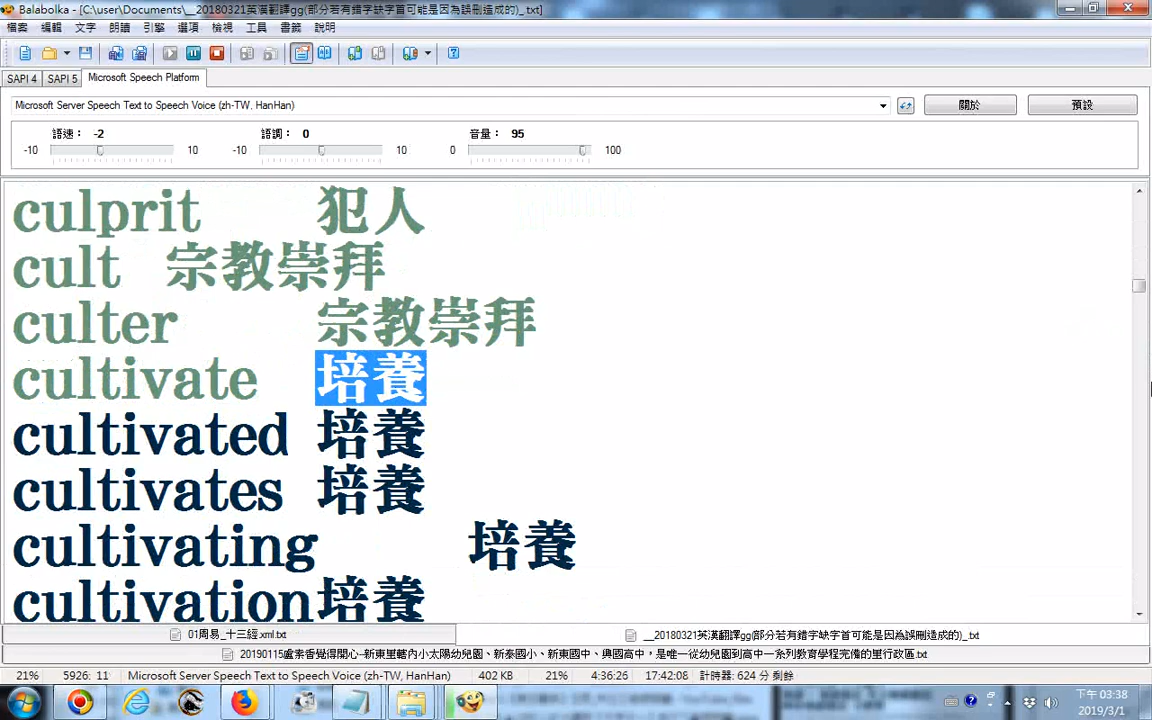 Balabolka - [C:\user\Documents\__20180321英漢翻譯gg(部分若有錯字缺字首可能是因為誤刪造成的)_.txt]
檔案 編輯 文字 朗讀 引擎 選項 檢視 工具 書籤 說明
SAPI 4 SAPI 5 Microsoft Speech Platform
Microsoft Server Speech Text to Speech Voice (zh-TW, HanHan) 關於 預設
語速： -2 語調： 0 音量： 95
-10 10 -10 10 0 100
culprit 犯人
cult 宗教崇拜
culter 宗教崇拜
cultivate 培養
cultivated 培養
cultivates 培養
cultivating 培養
cultivation培養
01周易_十三經.xml.txt __20180321英漢翻譯gg(部分若有錯字缺字首可能是因為誤刪造成的)_.txt
20190115盧素香覺得開心-新東里轄內小太陽幼兒園、新泰國小、新東國中、典國高中，是唯一從幼兒園到高中一系列教育學程完備的里行政區.txt
21% 5926: 11 Microsoft Server Speech Text to Speech Voice (zh-TW, HanHan) 402 KB 21% 4:36:26 17:42:08 計時器: 624 分 剩餘
下午 03:38
2019/3/1